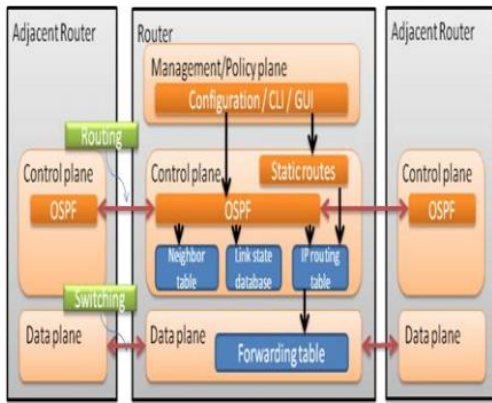 Adjacent Router
Router
Adjacent Router
Management/Policy plane
Configuration / CLI / GUI
Routing
Control plane
OSPF
Control plane
Static routes
OSPF
Neighbor
table
Link state
database
IP routing
table
Control plane
OSPF
Switching
Data plane
Data plane
Forwarding table
Data plane